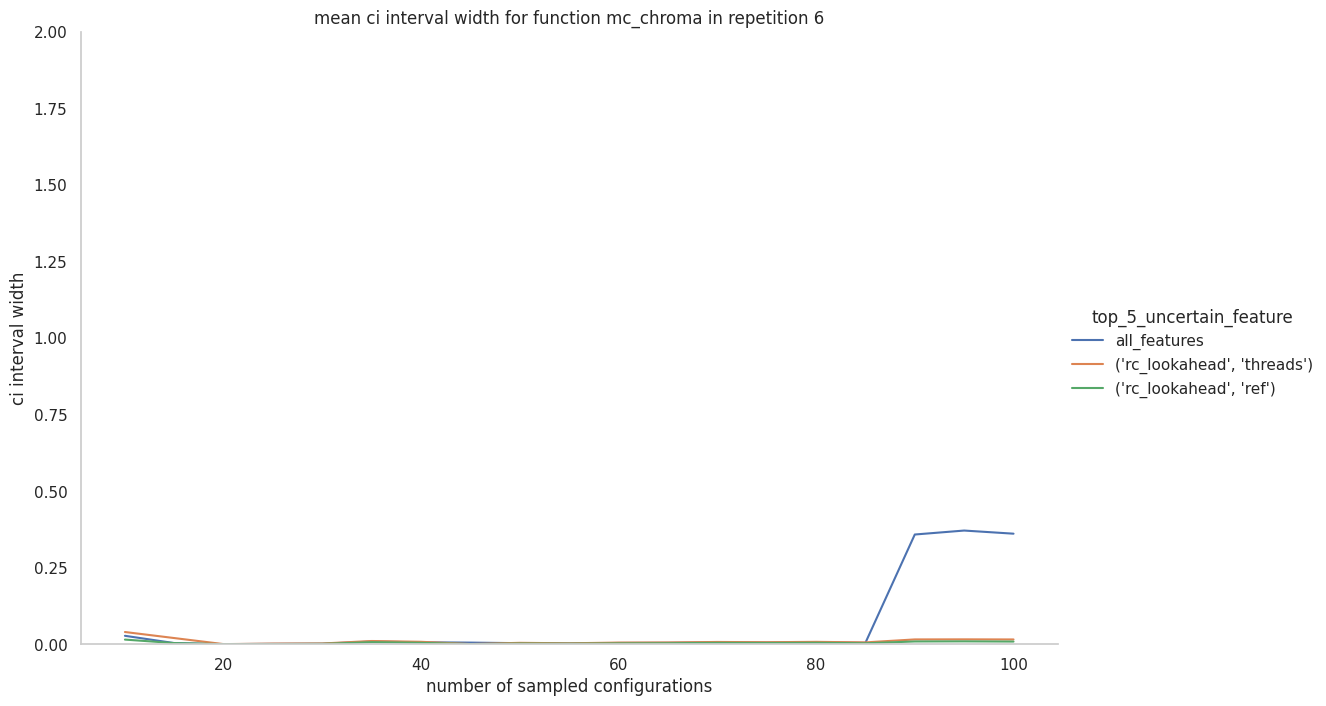 mean ci interval width for function mc_chroma in repetition 6
2.00
1.75
1.50
1.25
1.00
0.75
0.50
0.25
0.00
ci interval width
20
40
60
80
100
number of sampled configurations
top_5_uncertain_feature
all_features
('rc_lookahead', 'threads')
('rc_lookahead', 'ref')